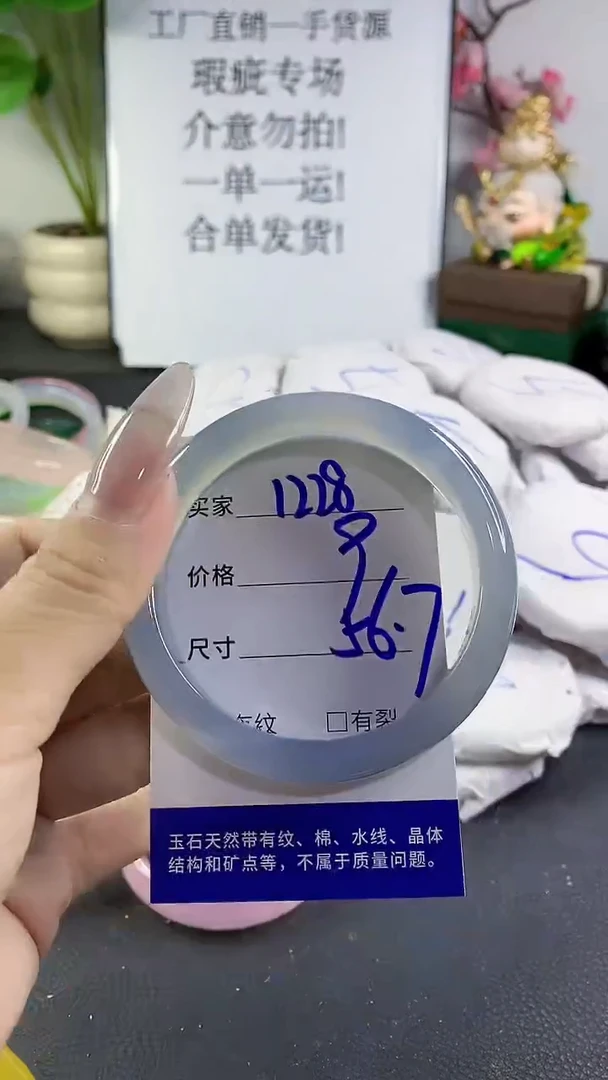 工厂直销一手货源
瑕疵专场
介意勿拍!
一单一运!
合单发货!
买家 1228
价格
尺寸 56.7
纹 □有裂
玉石天然带有纹、棉、水线、晶体
结构和矿点等，不属于质量问题。